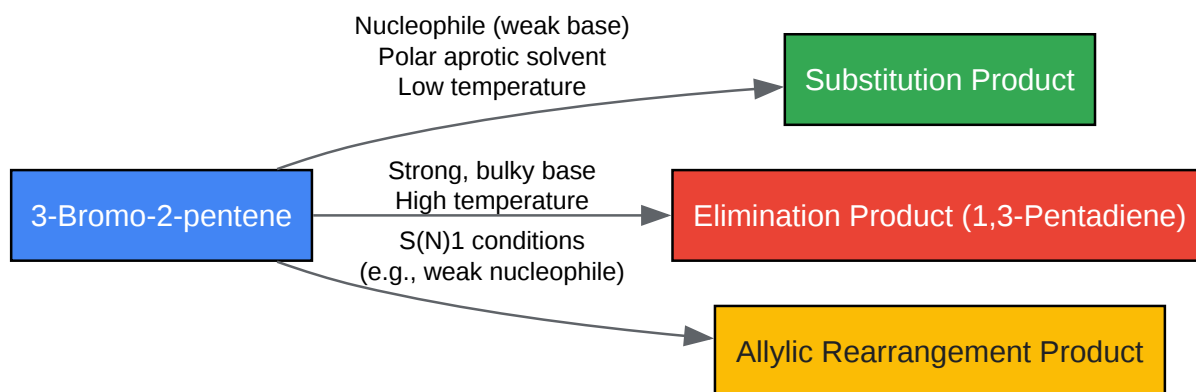 Nucleophile (weak base)
Polar aprotic solvent
Low temperature
Substitution Product
3-Bromo-2-pentene
Strong, bulky base
High temperature
Elimination Product (1,3-Pentadiene)
S(N)1 conditions
(e.g., weak nucleophile)
Allylic Rearrangement Product